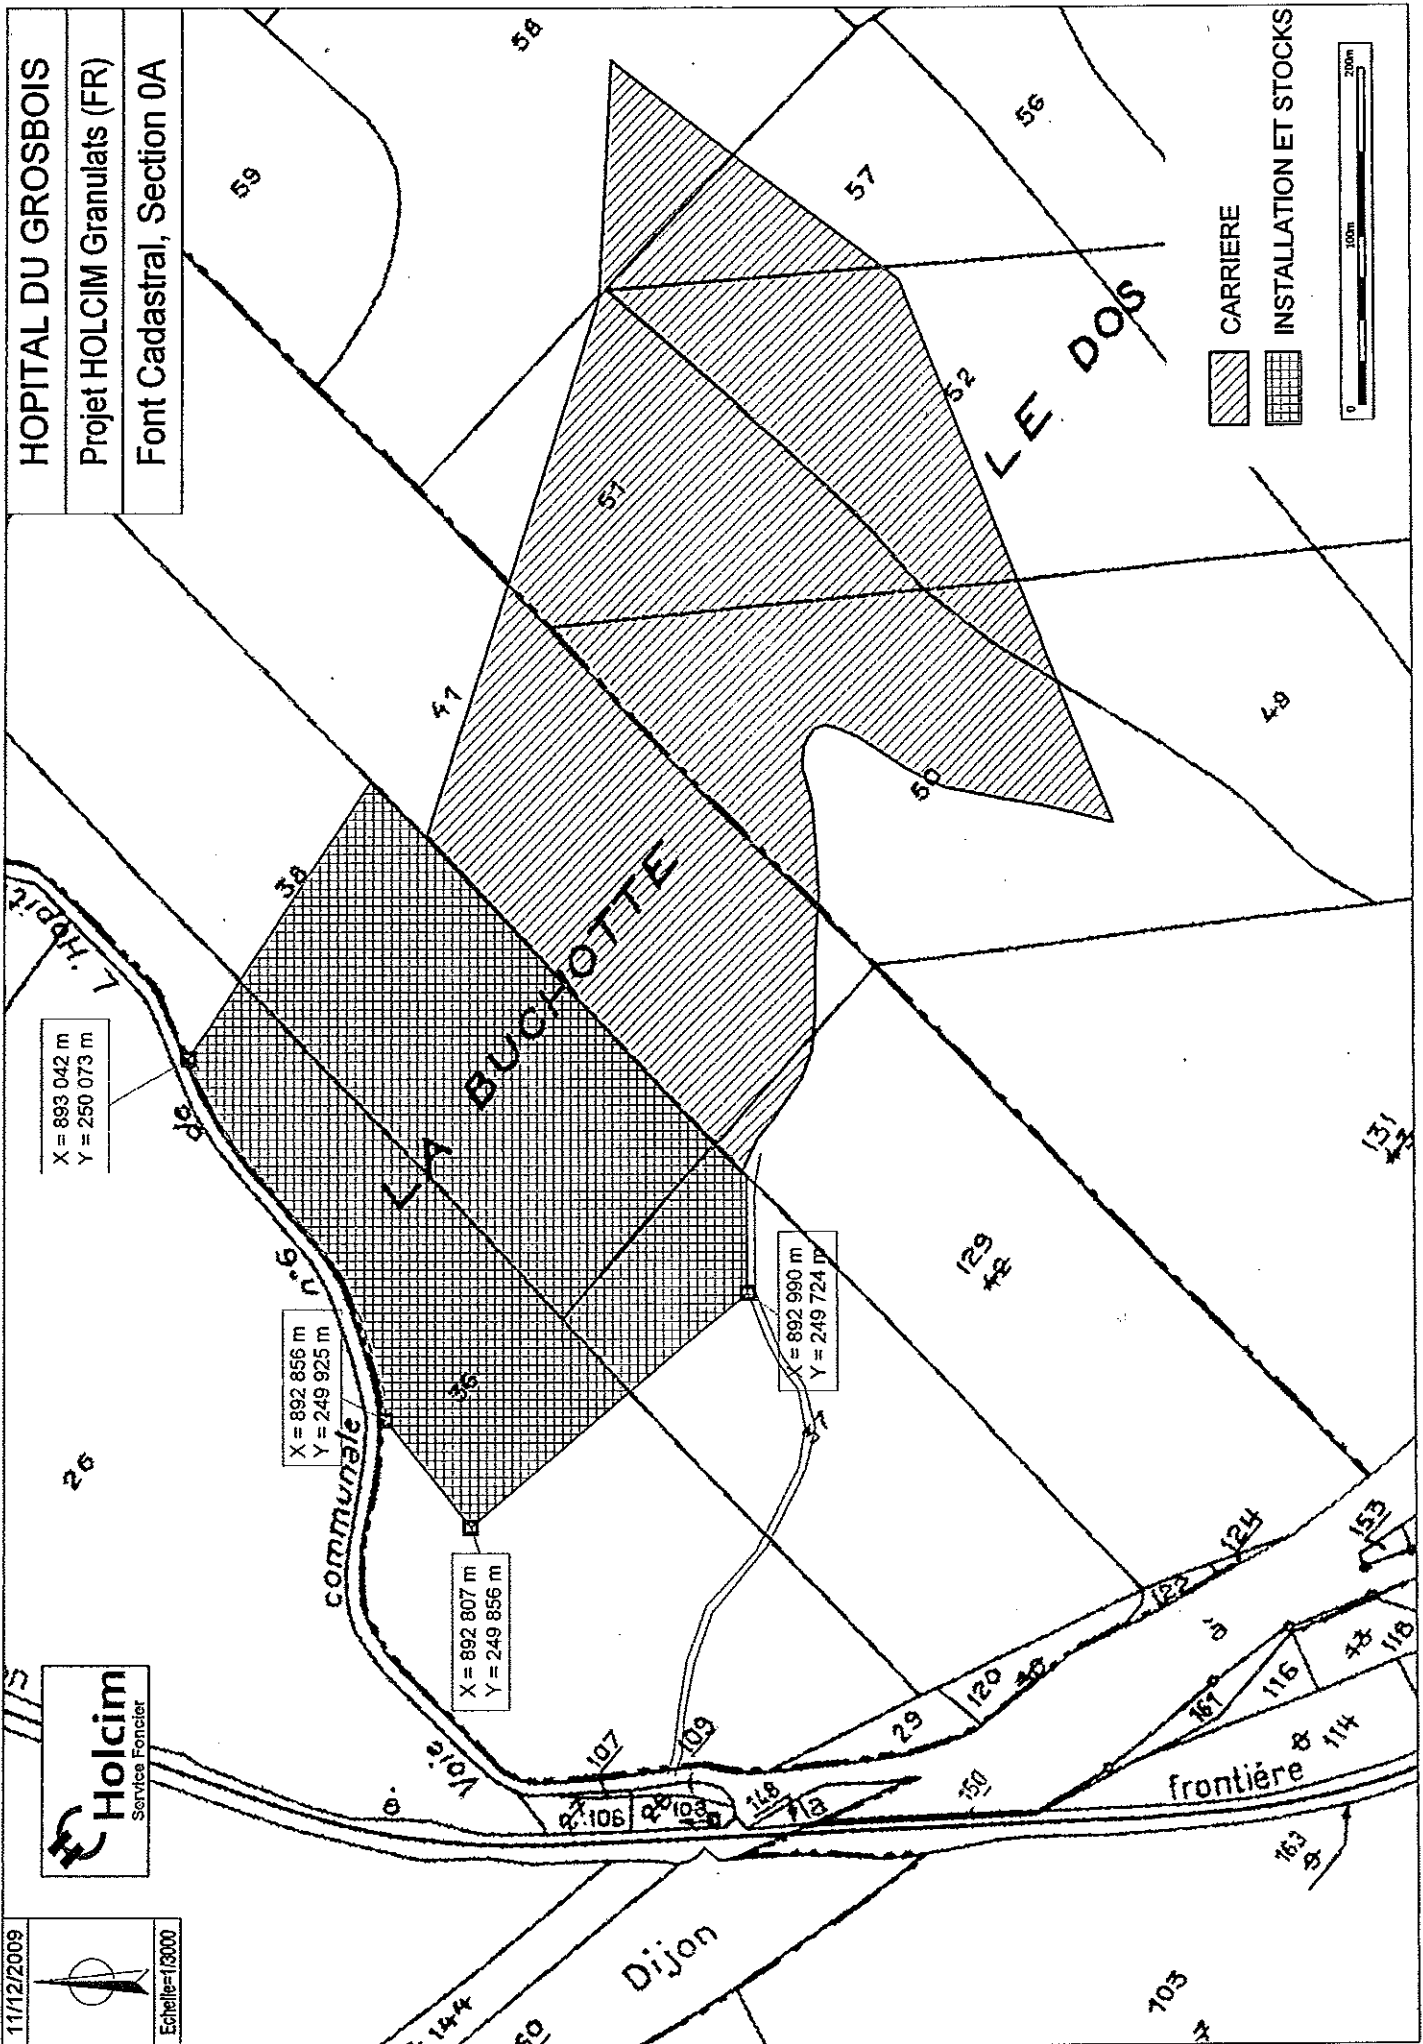 11/12/2009
Echelle=1/3000
Holcim
Service Foncier
HOPITAL DU GROSBOIS
Projet HOLCIM Granulats (FR)
Font Cadastral, Section 0A
X = 893 042 m
Y = 250 073 m
X = 892 856 m
Y = 249 925 m
X = 892 807 m
Y = 249 856 m
X = 892 990 m
Y = 249 724 m
Voie
communale
n°6
de
L'Hôpit
26
38
36
41
59
58
51
57
56
52
50
49
LA BUCHOTTE
LE DOS
129
131
37
107
106
109
148
29
120
122
124
153
150
161
116
118
114
163
à
frontière
Dijon
144
60
103
CARRIERE
INSTALLATION ET STOCKS
0
100m
200m